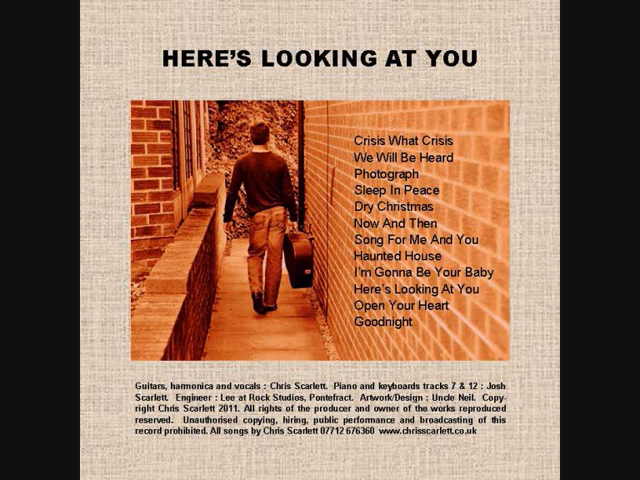 HERE'S LOOKING AT YOU
Crisis What Crisis
We Will Be Heard
Photograph
Sleep In Peace
Dry Christmas
Now And Then
Song For Me And You
Haunted House
I'm Gonna Be Your Baby
Here's Looking At You
Open Your Heart
Goodnight
Guitars, harmonica and vocals : Chris Scarlett. Piano and keyboards tracks 7 & 12 : Josh
Scarlett. Engineer : Lee at Rock Studios, Pontefract. Artwork/Design : Uncle Neil. Copy-
right Chris Scarlett 2011. All rights of the producer and owner of the works reproduced
reserved. Unauthorised copying, hiring, public performance and broadcasting of this
record prohibited. All songs by Chris Scarlett 07712 676360 www.chrisscarlett.co.uk